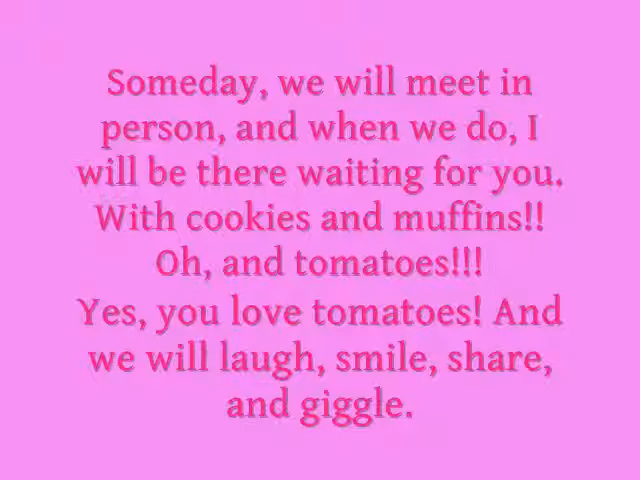 Someday, we will meet in
person, and when we do, I
will be there waiting for you.
With cookies and muffins!!
Oh, and tomatoes!!!
Yes, you love tomatoes! And
we will laugh, smile, share,
and giggle.